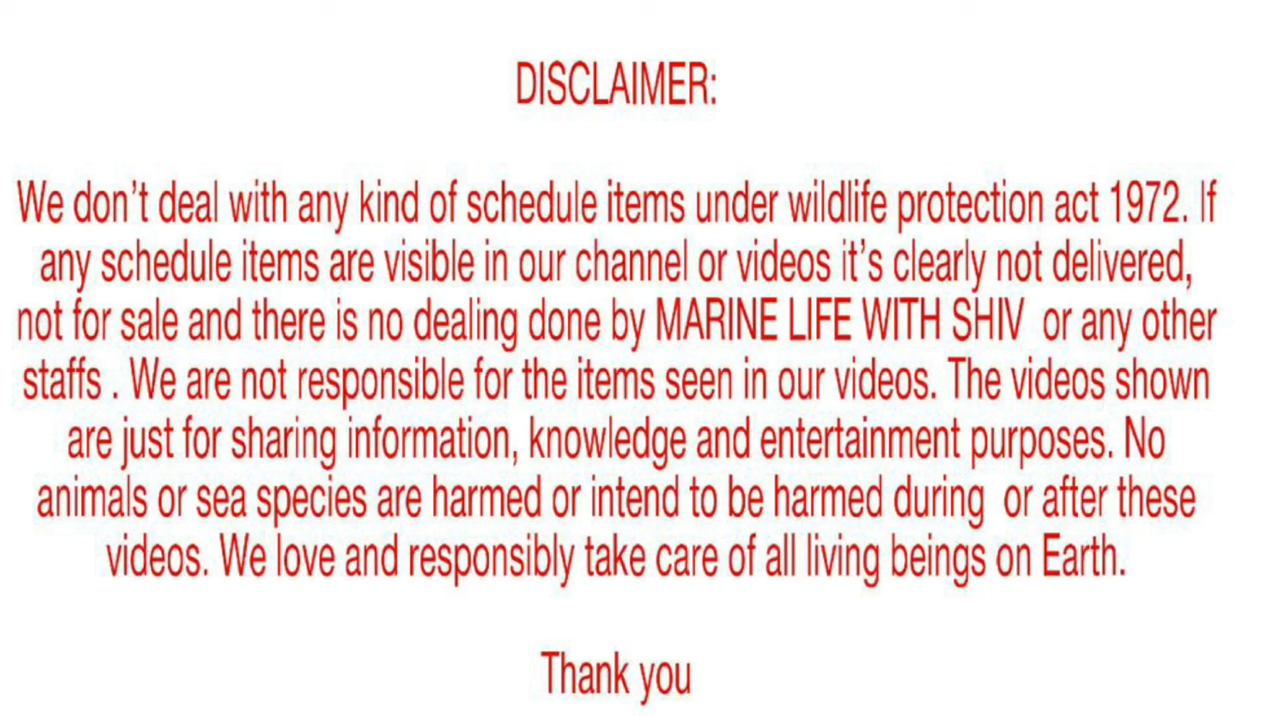 DISCLAIMER:
We don't deal with any kind of schedule items under wildlife protection act 1972. If
any schedule items are visible in our channel or videos it's clearly not delivered,
not for sale and there is no dealing done by MARINE LIFE WITH SHIV or any other
staffs . We are not responsible for the items seen in our videos. The videos shown
are just for sharing information, knowledge and entertainment purposes. No
animals or sea species are harmed or intend to be harmed during or after these
videos. We love and responsibly take care of all living beings on Earth.
Thank you